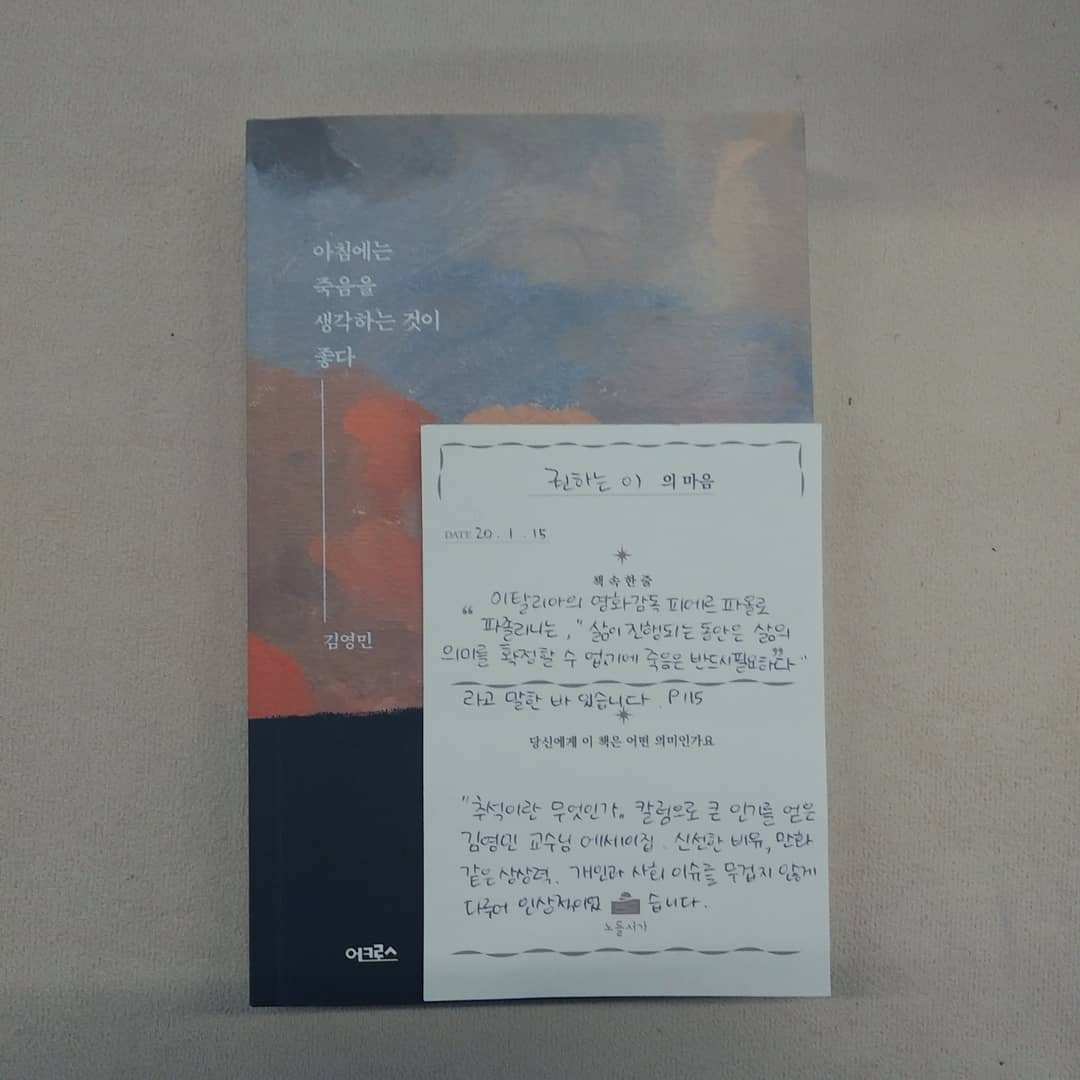 아침에는
죽음을
생각하는 것이
좋다
김영민
어크로스
권하는 이 의 마음
DATE 20. 1. 15
책 속 한 줄
“ 이탈리아의 영화감독 피에르 파올로
파졸리니는, " 삶이 진행되는 동안은 삶의
의미를 확정할 수 없기에 죽음은 반드시필요하다" ”
라고 말한 바 있습니다. P115
당신에게 이 책은 어떤 의미인가요
"추석이란 무엇인가" 칼럼으로 큰 인기를 얻은
김영민 교수님 에세이집. 신선한 비유, 만화
같은 상상력. 개인과 사회 이슈를 무겁지 않게
다루어 인상적이었 습니다.
노들서가